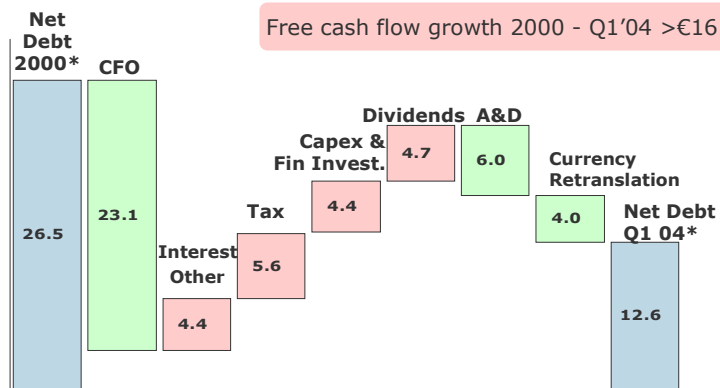 Net
Debt
2000*
Free cash flow growth 2000 - Q1’04 >€16
CFO
Dividends
A&D
Capex &
Fin Invest.
4.7
6.0
Currency
Retranslation
Tax
4.4
4.0
Net Debt
Q1 04*
23.1
26.5
Interest
Other
5.6
4.4
12.6